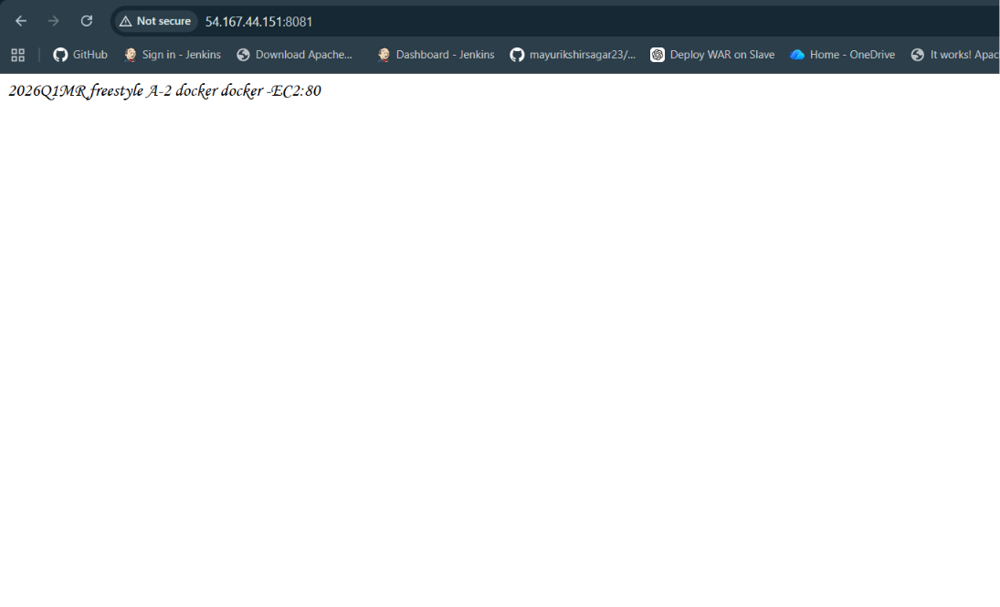 Not secure 54.167.44.151:8081
GitHub Sign in - Jenkins Download Apache... Dashboard - Jenkins mayurikshirsagar23/... Deploy WAR on Slave Home - OneDrive It works! Apac
2026Q1MR freestyle A-2 docker docker -EC2:80